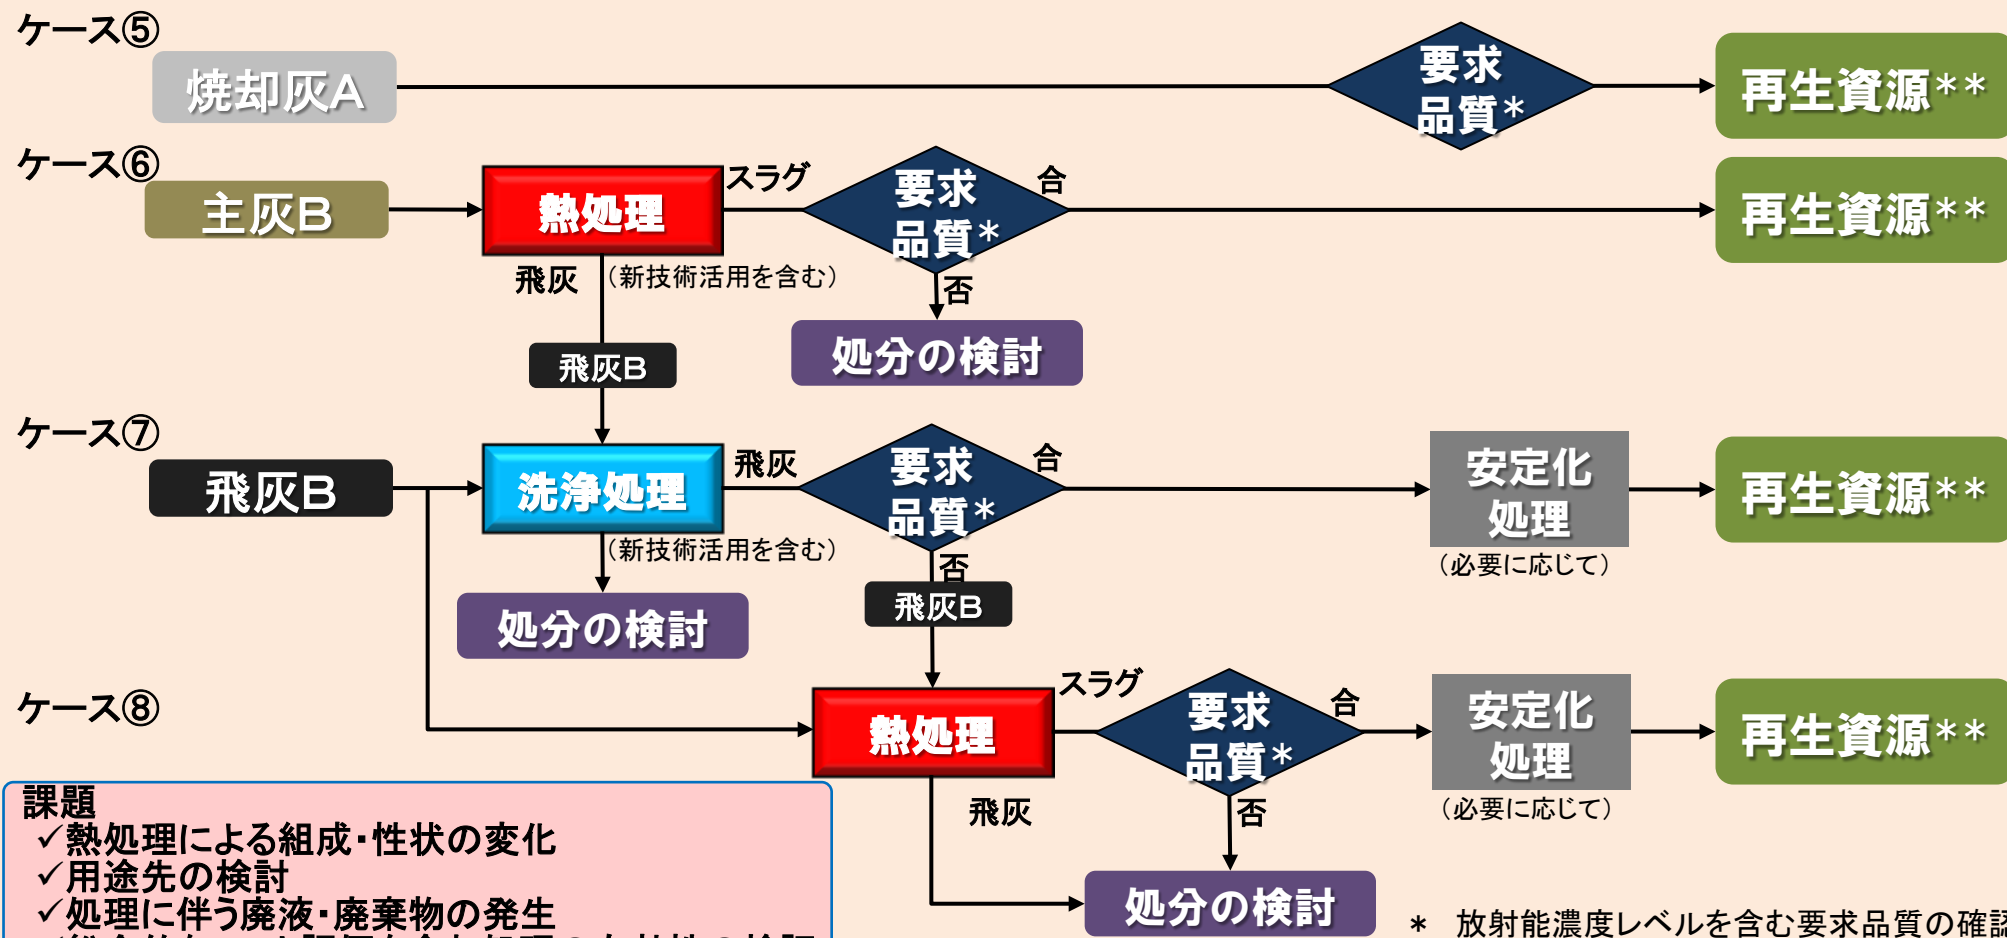 ケース⑤
焼却灰A
要求
品質*
再生資源**
ケース⑥
主灰B
熱処理
スラグ
要求
品質*
合
再生資源**
飛灰
（新技術活用を含む）
否
飛灰B
処分の検討
ケース⑦
飛灰B
洗浄処理
飛灰
要求
品質*
合
安定化
処理
再生資源**
（新技術活用を含む）
（必要に応じて）
否
飛灰B
処分の検討
ケース⑧
熱処理
スラグ
要求
品質*
合
安定化
処理
再生資源**
（必要に応じて）
飛灰
否
処分の検討
課題
✓熱処理による組成・性状の変化
✓用途先の検討
✓処理に伴う廃液・廃棄物の発生
* 放射能濃度レベルを含む要求品質の確認